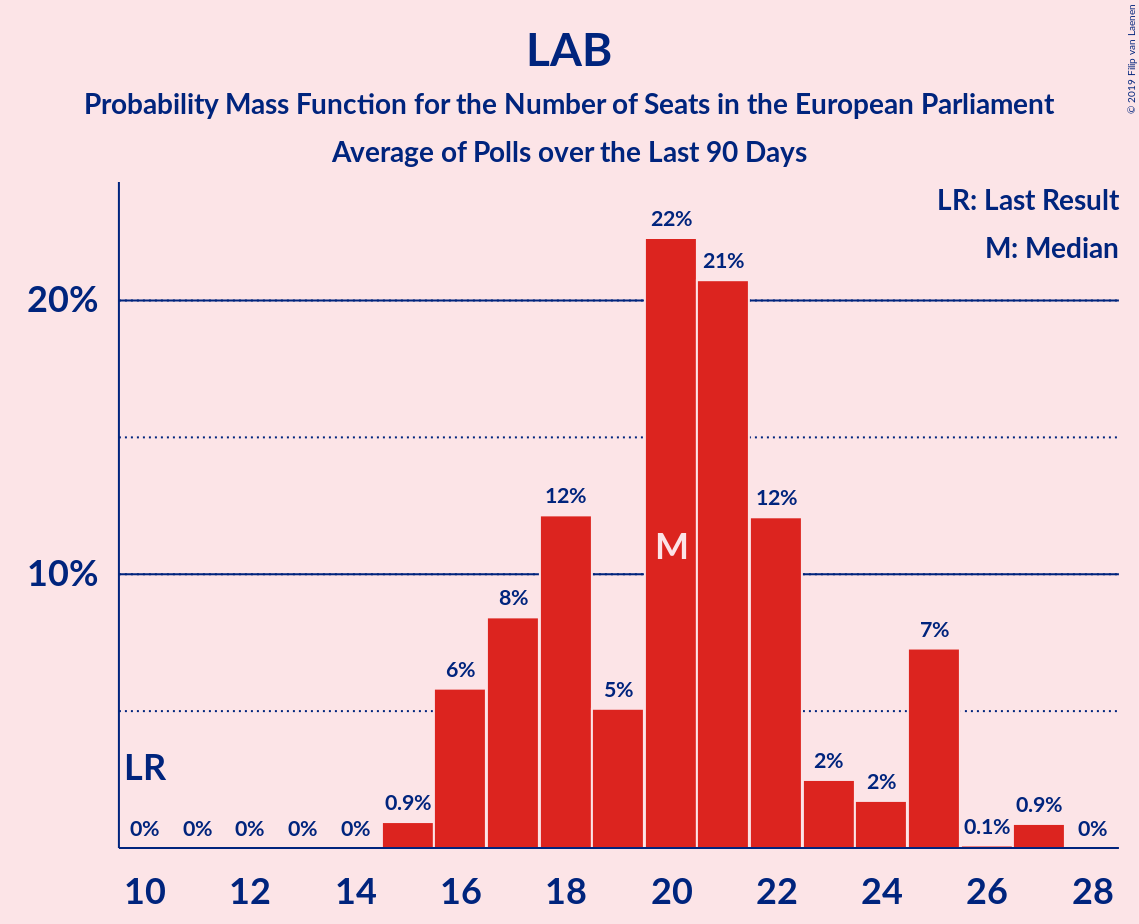 LAB
Probability Mass Function for the Number of Seats in the European Parliament
Average of Polls over the Last 90 Days
© 2019 Filip van Laenen
LR: Last Result
M: Median
20%
10%
LR
M
0% 0% 0% 0% 0% 0.9% 6% 8% 12% 5% 22% 21% 12% 2% 2% 7% 0.1% 0.9% 0%
10 12 14 16 18 20 22 24 26 28